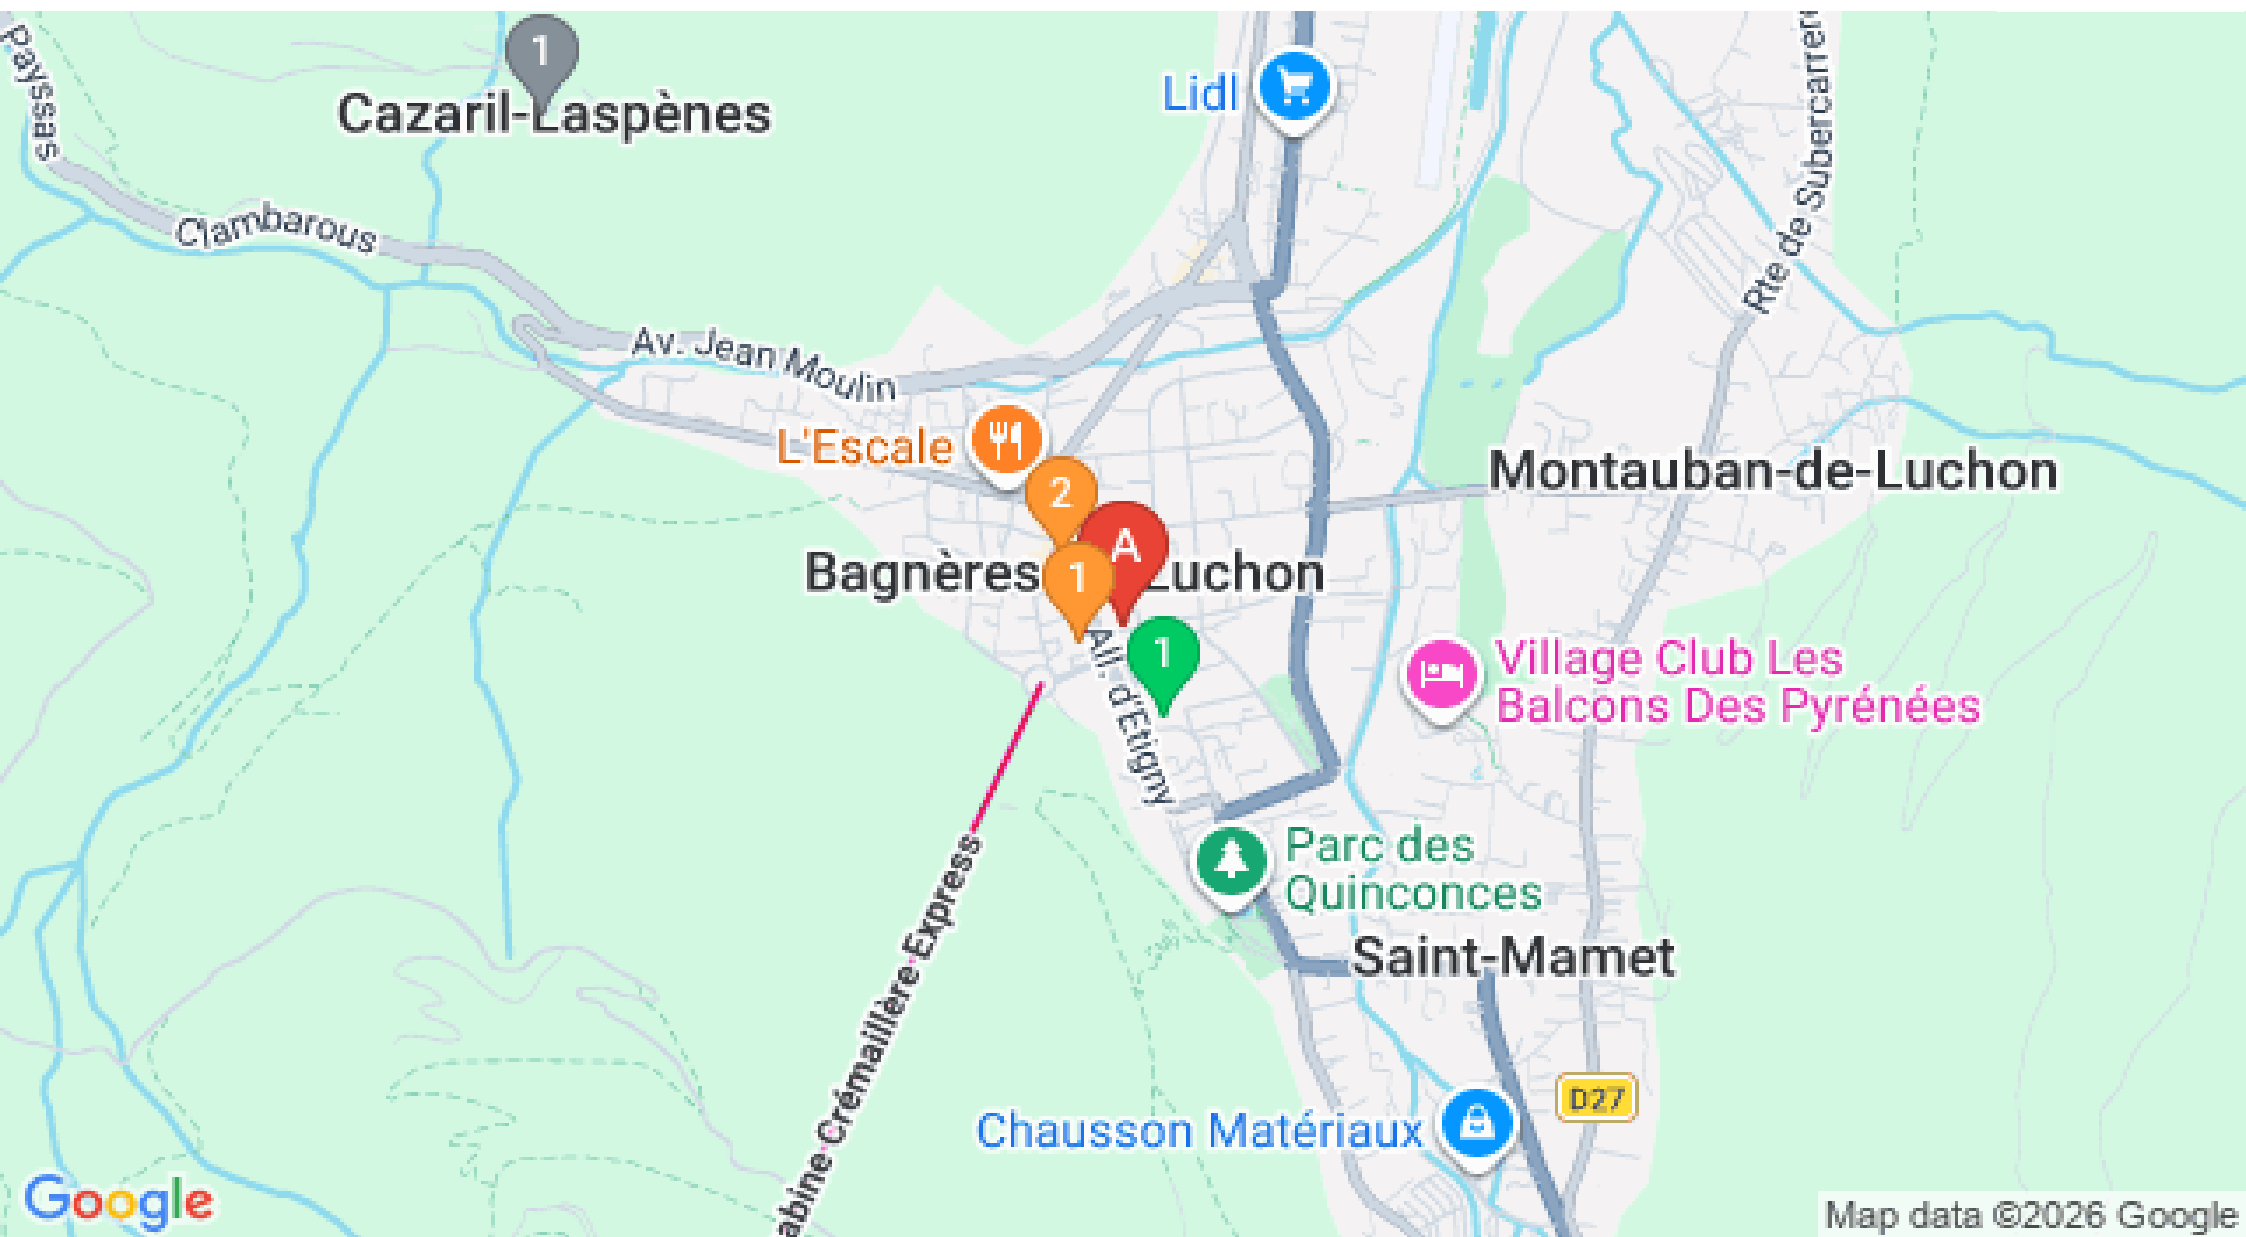 Payssas
1
Cazaril-Laspènes
Lidl
Clambarous
Rte de Subercarrère
Av. Jean Moulin
L'Escale
2
Montauban-de-Luchon
A
Bagnères
Luchon
1
1
All. d'Etigny
Village Club Les
Balcons Des Pyrénées
Parc des
Quinconces
Express
Crémaillère
Saint-Mamet
D27
Chausson Matériaux
Google
Map data ©2026 Google